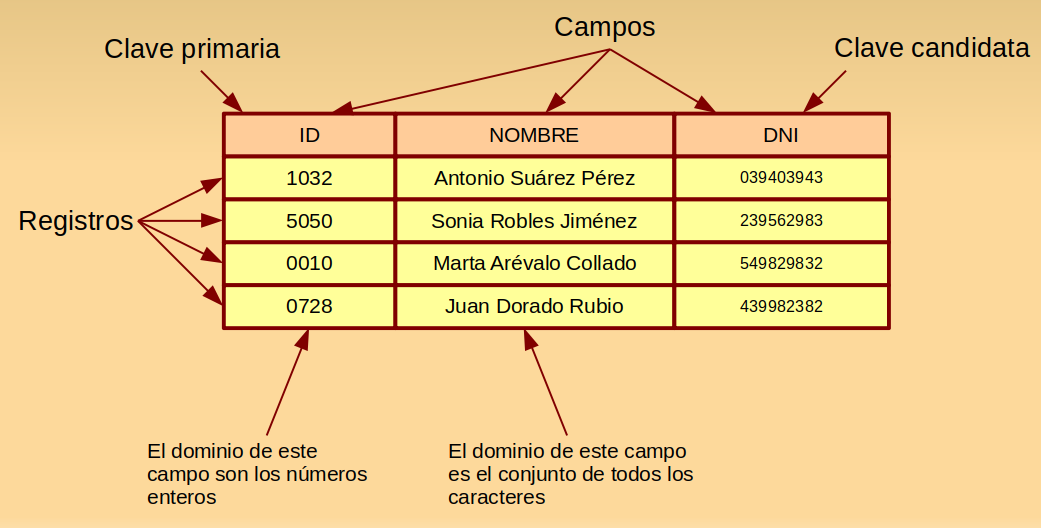 Campos
Clave primaria
Clave candidata
ID NOMBRE DNI
1032 Antonio Suárez Pérez 039403943
Registros
5050 Sonia Robles Jiménez 239562983
0010 Marta Arévalo Collado 549829832
0728 Juan Dorado Rubio 439982382
El dominio de este
campo son los números
enteros
El dominio de este campo
es el conjunto de todos los
caracteres